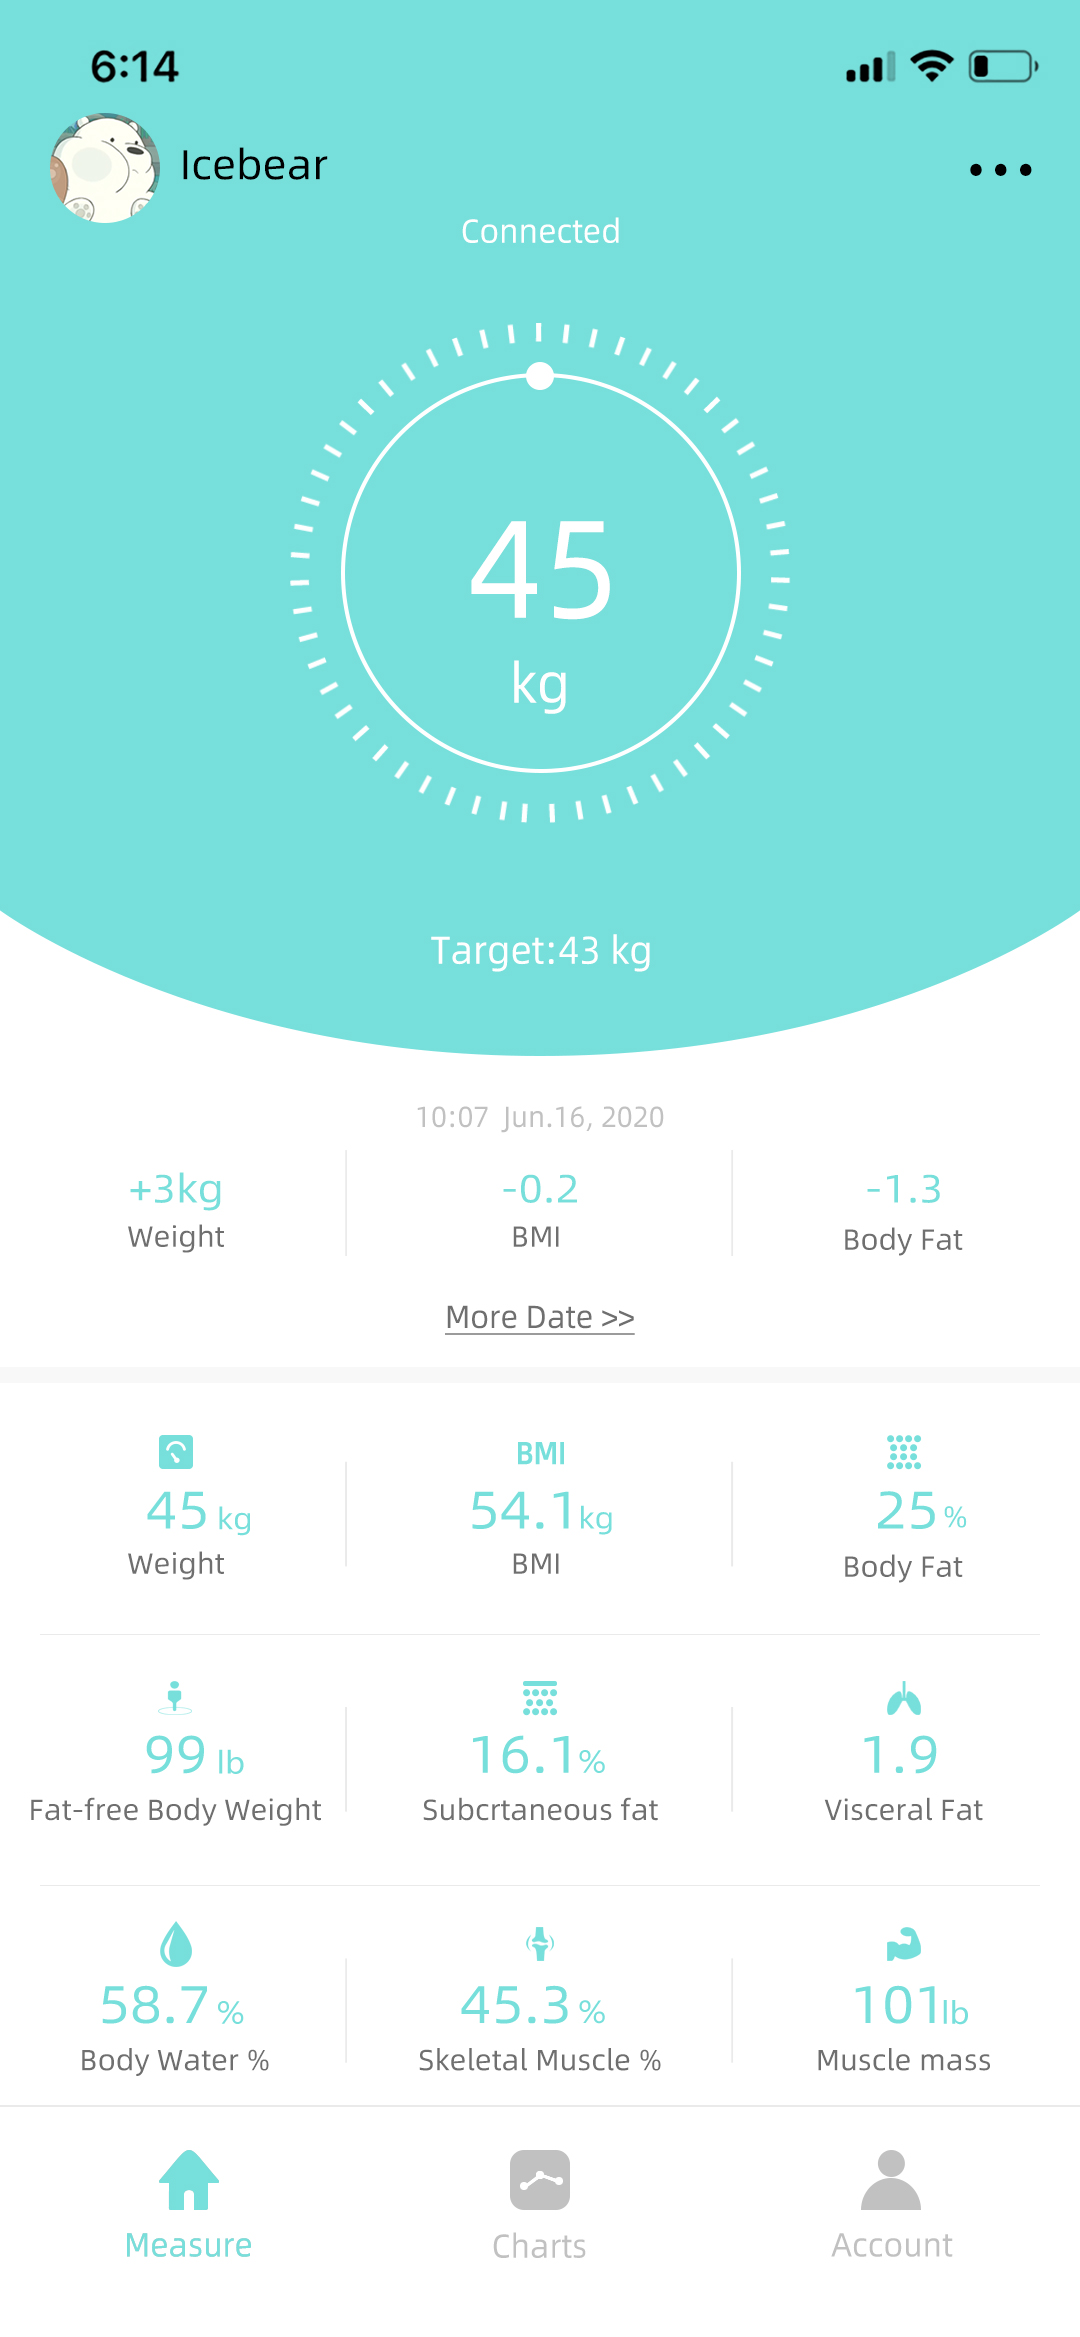 6:14
Icebear
Connected
45
kg
Target:43 kg
10:07 Jun.16, 2020
+3kg
Weight
-0.2
BMI
-1.3
Body Fat
More Date >>
45 kg
Weight
BMI
54.1kg
BMI
25 %
Body Fat
99 lb
Fat-free Body Weight
16.1%
Subcrtaneous fat
1.9
Visceral Fat
58.7 %
Body Water %
45.3 %
Skeletal Muscle %
101lb
Muscle mass
Measure
Charts
Account